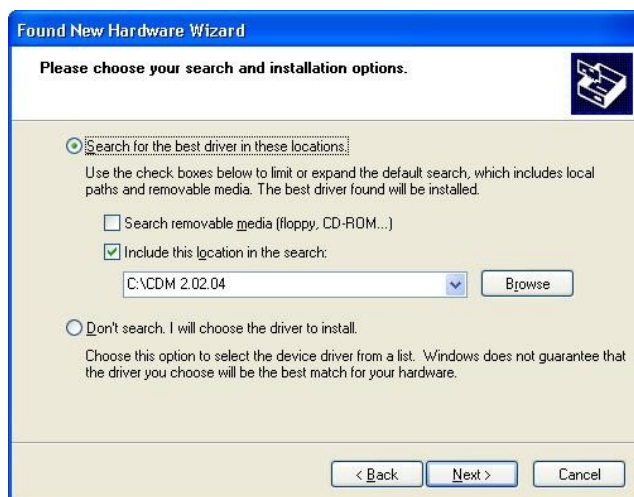 Found New Hardware Wizard
Please choose your search and installation options.
Search for the best driver in these locations.
Use the check boxes below to limit or expand the default search, which includes local
paths and removable media. The best driver found will be installed.
Search removable media (floppy, CD-ROM...)
Include this location in the search:
C:\CDM 2.02.04
Browse
Don't search. I will choose the driver to install.
Choose this option to select the device driver from a list.  Windows does not guarantee that
the driver you choose will be the best match for your hardware.
< Back Next > Cancel